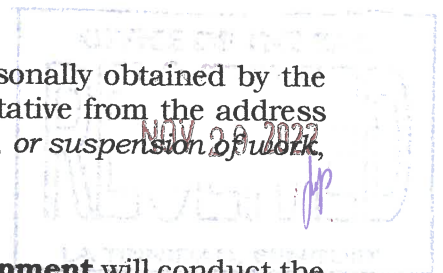 sonally obtained by the
tative from the address
NOV 29 2022
or suspension of work,
nment will conduct the